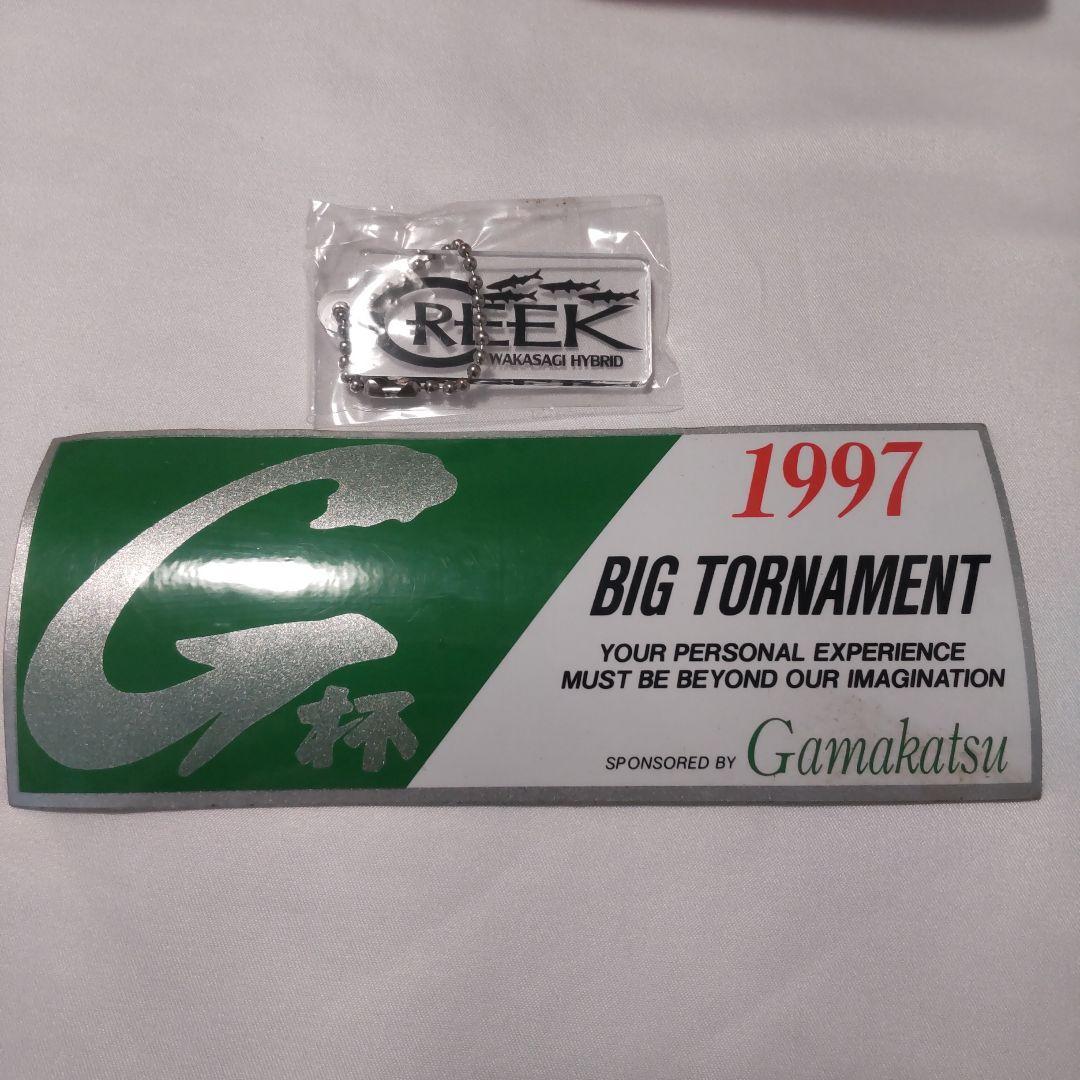 CREEK
WAKASAGI HYBRID
1997
BIG TORNAMENT
YOUR PERSONAL EXPERIENCE
MUST BE BEYOND OUR IMAGINATION
SPONSORED BY Gamakatsu
G杯